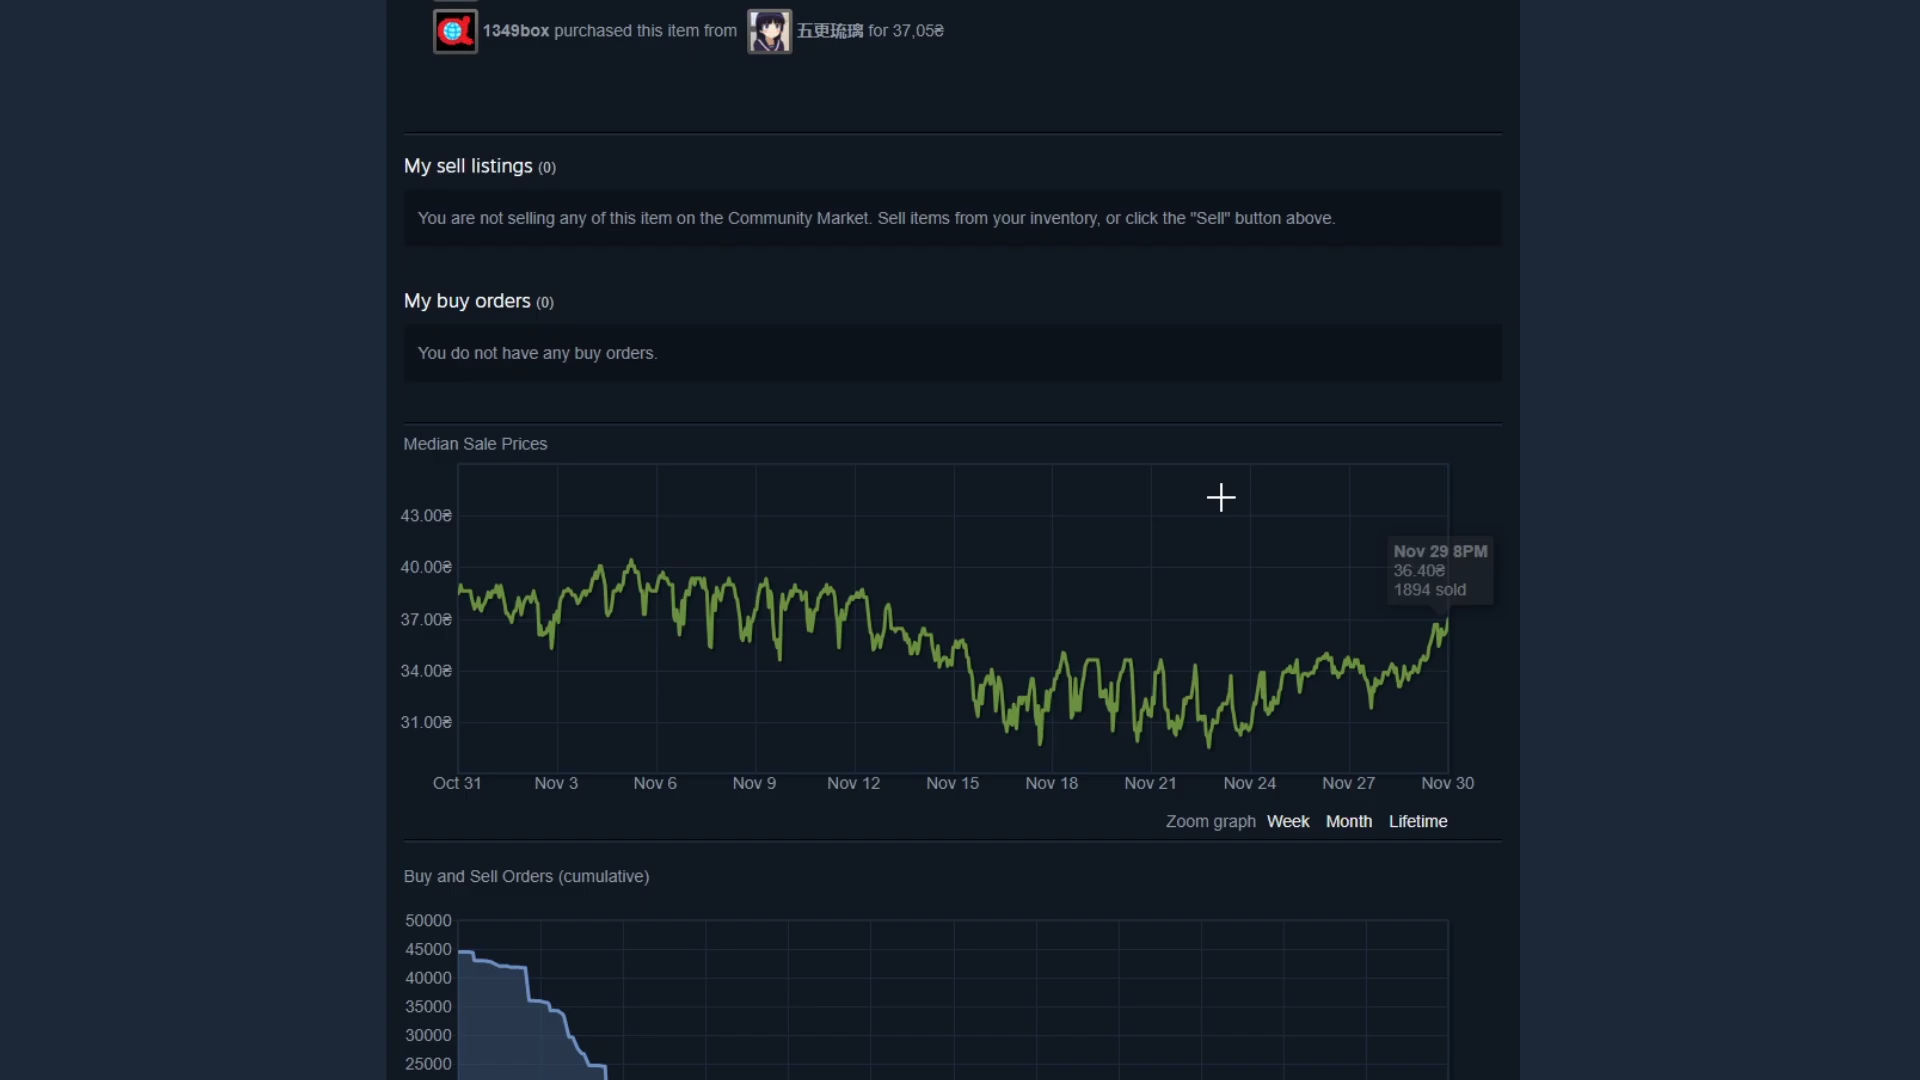 1349box purchased this item from 五更琉璃 for 37,05₴
My sell listings (0)
You are not selling any of this item on the Community Market. Sell items from your inventory, or click the "Sell" button above.
My buy orders (0)
You do not have any buy orders.
Median Sale Prices
43.00₴
40.00₴
37.00₴
34.00₴
31.00₴
Nov 29 8PM
36.40₴
1894 sold
Oct 31 Nov 3 Nov 6 Nov 9 Nov 12 Nov 15 Nov 18 Nov 21 Nov 24 Nov 27 Nov 30
Zoom graph Week Month Lifetime
Buy and Sell Orders (cumulative)
50000
45000
40000
35000
30000
25000